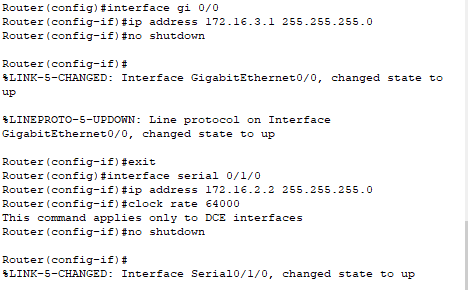 Router(config)#interface gi 0/0
Router(config-if)#ip address 172.16.3.1 255.255.255.0
Router(config-if)#no shutdown
Router(config-if)#
%LINK-5-CHANGED: Interface GigabitEthernet0/0, changed state to
up
%LINEPROTO-5-UPDOWN: Line protocol on Interface
GigabitEthernet0/0, changed state to up
Router(config-if)#exit
Router(config)#interface serial 0/1/0
Router(config-if)#ip address 172.16.2.2 255.255.255.0
Router(config-if)#clock rate 64000
This command applies only to DCE interfaces
Router(config-if)#no shutdown
Router(config-if)#
%LINK-5-CHANGED: Interface Serial0/1/0, changed state to up